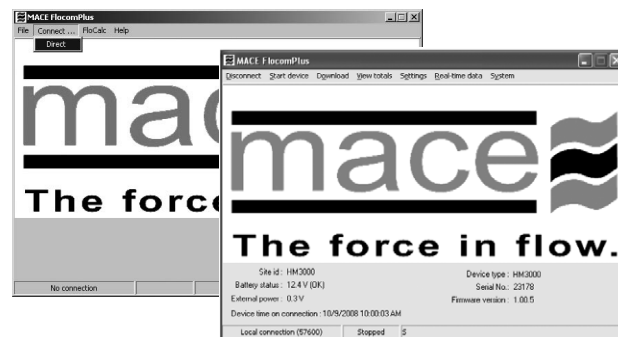 MACE FlocomPlus
File Connect ... FloCalc Help
Direct
mac
The forc
No connection
MACE FlocomPlus
Disconnect Start device Download View totals Settings Real-time data System
mace
The force in flow.
Site id : HM3000
Device type : HM3000
Battery status : 12.4 V (OK)
Serial No.: 23178
External power : 0.3 V
Firmware version : 1.00.5
Device time on connection : 10/9/2008 10:00:03 AM
Local connection (57600) Stopped S